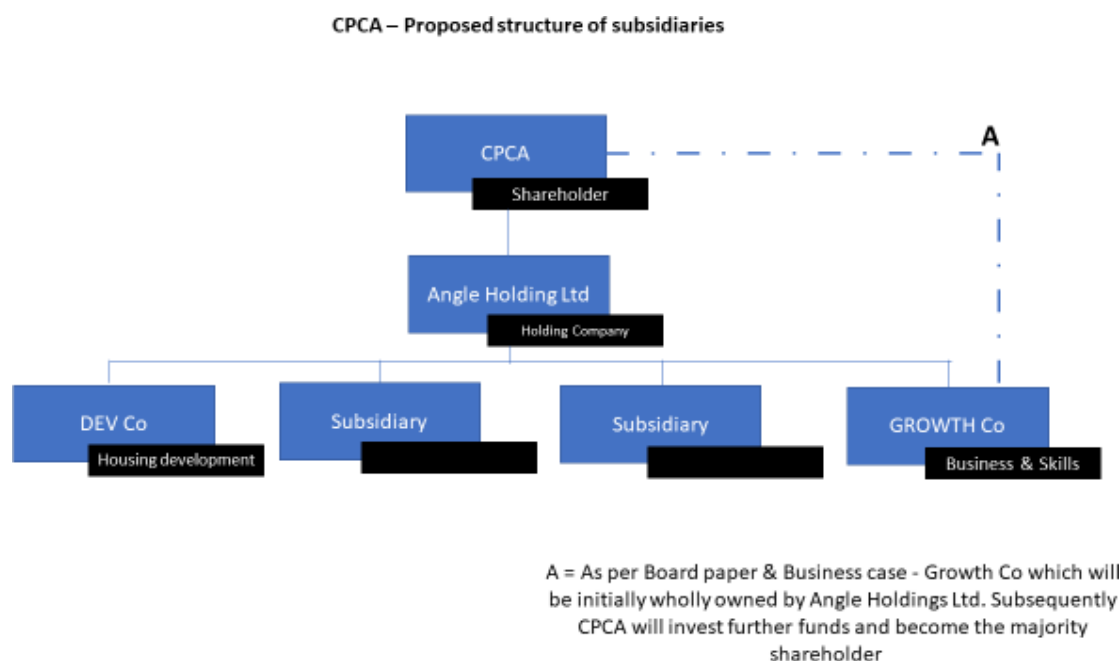 CPCA – Proposed structure of subsidiaries
A
CPCA
Shareholder
Angle Holding Ltd
Holding Company
DEV Co
Housing development
Subsidiary
Subsidiary
GROWTH Co
Business & Skills
A = As per Board paper & Business case - Growth Co which will
be initially wholly owned by Angle Holdings Ltd. Subsequently
CPCA will invest further funds and become the majority
shareholder